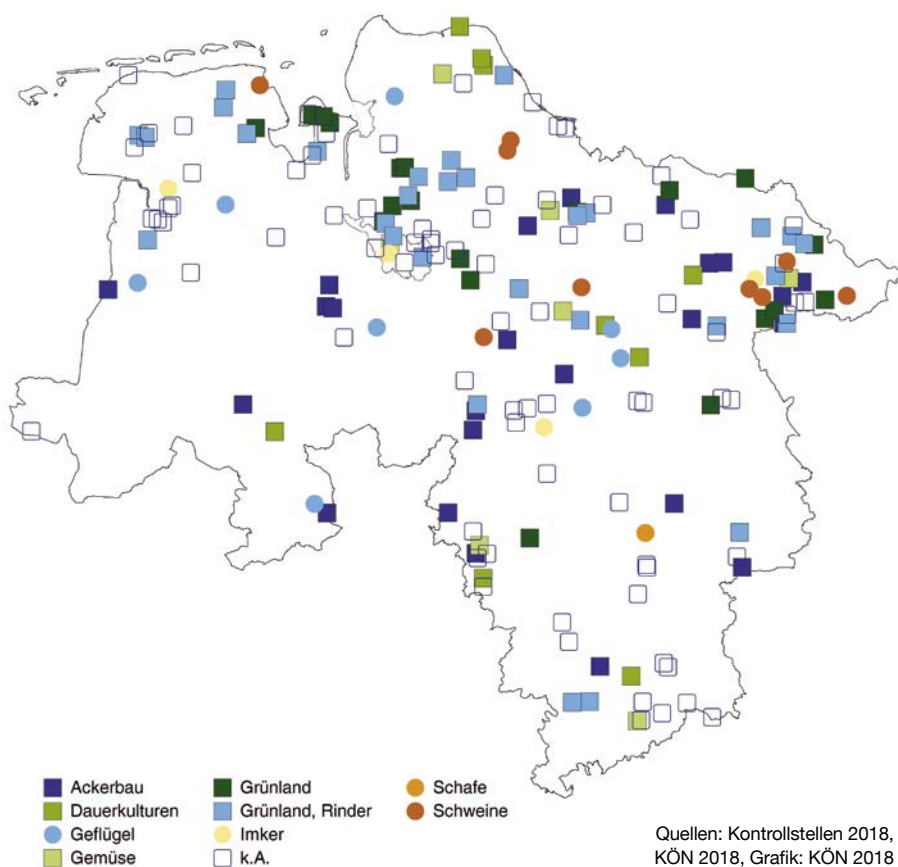 Ackerbau
Dauerkulturen
Geflügel
Gemüse
Grünland
Grünland, Rinder
Imker
k.A.
Schafe
Schweine
Quellen: Kontrollstellen 2018,
KÖN 2018, Grafik: KÖN 2018